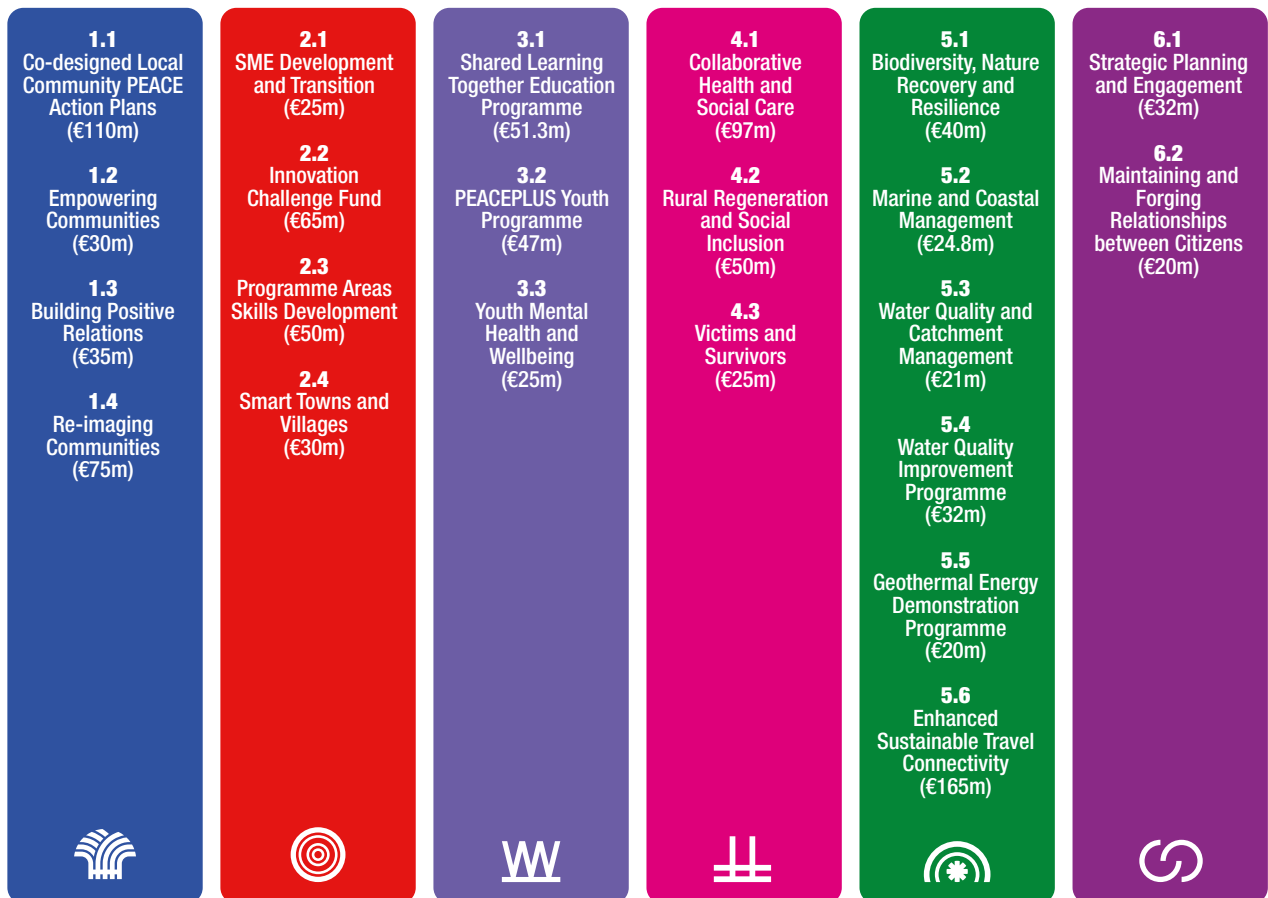 1.1
Co-designed Local
Community PEACE
Action Plans
(€110m)
1.2
Empowering
Communities
(€30m)
1.3
Building Positive
Relations
(€35m)
1.4
Re-imaging
Communities
(€75m)
2.1
SME Development
and Transition
(€25m)
2.2
Innovation
Challenge Fund
(€65m)
2.3
Programme Areas
Skills Development
(€50m)
2.4
Smart Towns and
Villages
(€30m)
3.1
Shared Learning
Together Education
Programme
(€51.3m)
3.2
PEACEPLUS Youth
Programme
(€47m)
3.3
Youth Mental
Health and
Wellbeing
(€25m)
4.1
Collaborative
Health and
Social Care
(€97m)
4.2
Rural Regeneration
and Social
Inclusion
(€50m)
4.3
Victims and
Survivors
(€25m)
5.1
Biodiversity, Nature
Recovery and
Resilience
(€40m)
5.2
Marine and Coastal
Management
(€24.8m)
5.3
Water Quality and
Catchment
Management
(€21m)
5.4
Water Quality
Improvement
Programme
(€32m)
5.5
Geothermal Energy
Demonstration
Programme
(€20m)
5.6
Enhanced
Sustainable Travel
Connectivity
(€165m)
6.1
Strategic Planning
and Engagement
(€32m)
6.2
Maintaining and
Forging
Relationships
between Citizens
(€20m)